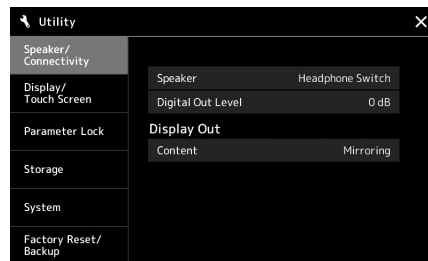 Utility
Speaker/
Connectivity
Display/
Touch Screen
Parameter Lock
Storage
System
Factory Reset/
Backup
Speaker Headphone Switch
Digital Out Level 0 dB
Display Out
Content Mirroring